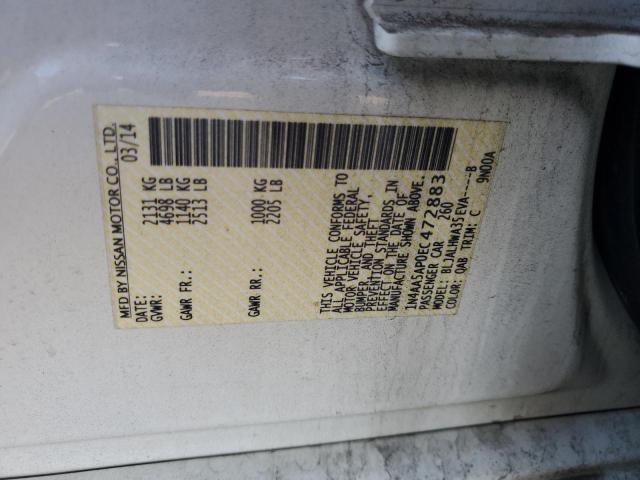 MFD BY NISSAN MOTOR CO., LTD.
DATE: 03/14
GVWR: 2131 KG
4698 LB
GAWR FR: 1140 KG
2513 LB
GAWR RR: 1000 KG
2205 LB
THIS VEHICLE CONFORMS TO
ALL APPLICABLE FEDERAL
MOTOR VEHICLE SAFETY,
BUMPER, AND THEFT
PREVENTION STANDARDS IN
EFFECT ON THE DATE OF
MANUFACTURE SHOWN ABOVE.
1N4AA5AP0EC472883
PASSENGER CAR 260
MODEL: BLJALHWA35EVA----B
COLOR: QAB TRIM: C 9N00A